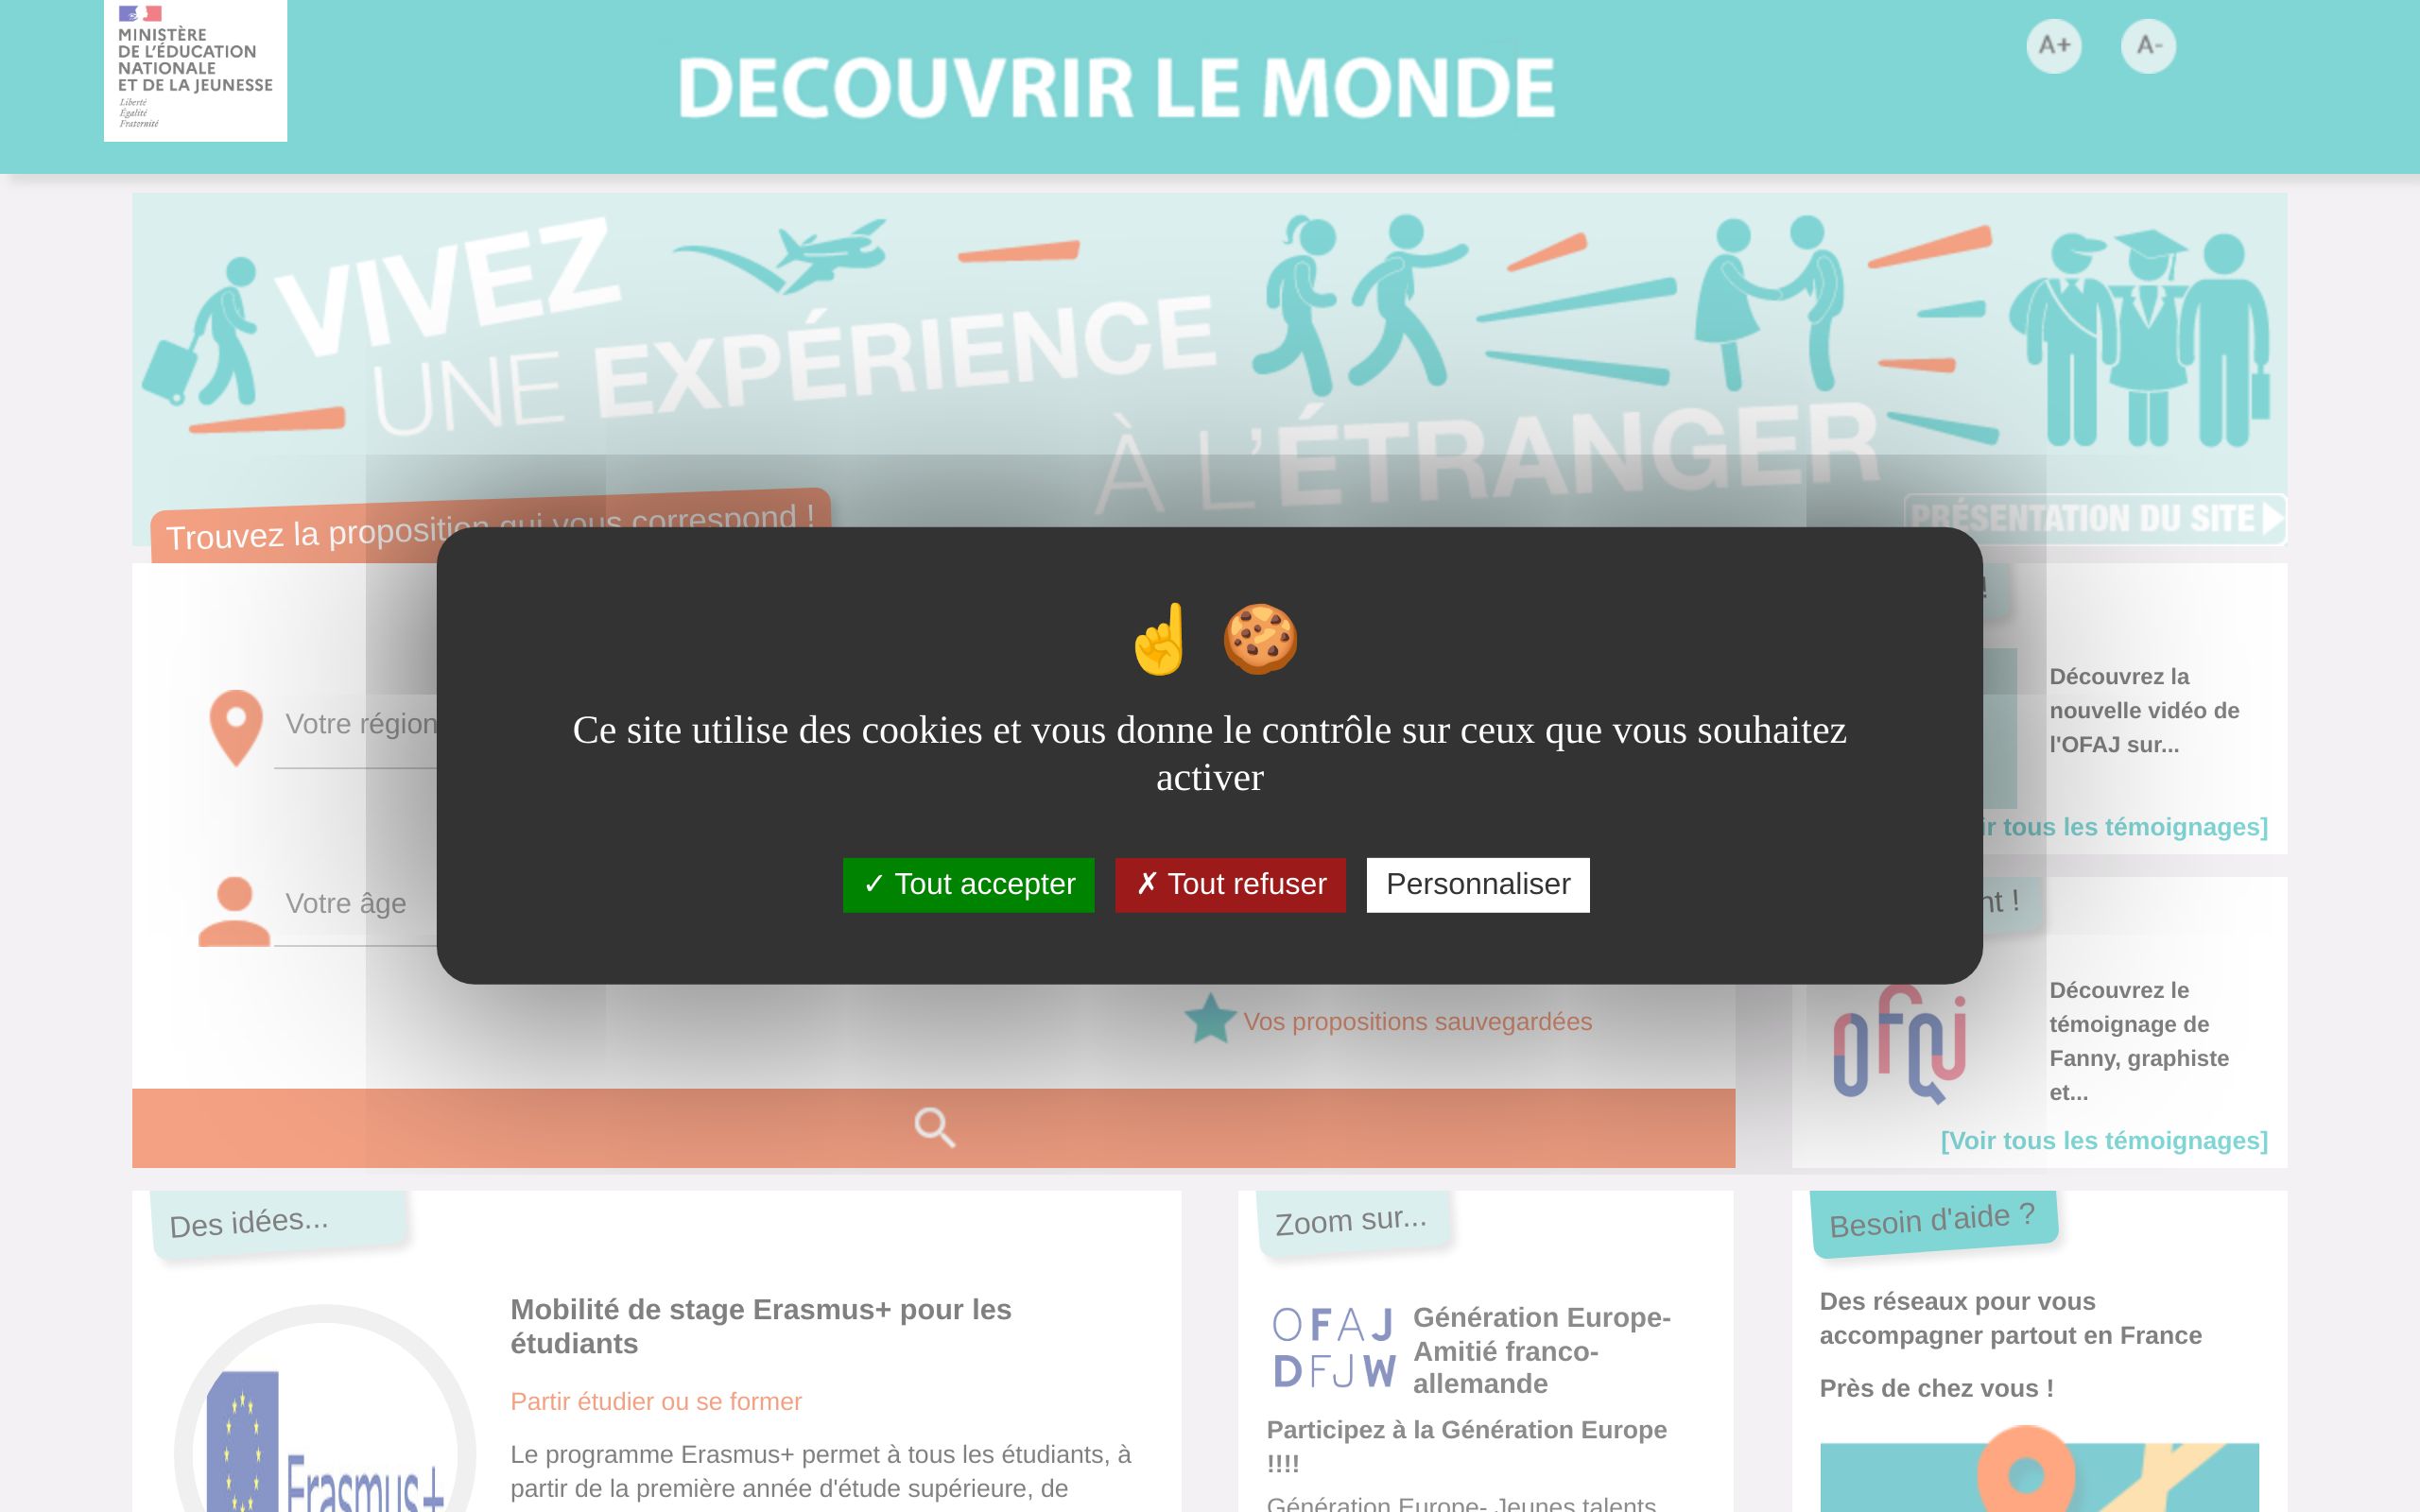 MINISTÈRE
DE L'ÉDUCATION
NATIONALE
ET DE LA JEUNESSE
Liberté
Égalité
Fraternité
DECOUVRIR LE MONDE
A+
A-
VIVEZ
UNE EXPÉRIENCE
À L'ÉTRANGER
Trouvez la proposition qui vous correspond !
PRÉSENTATION DU SITE
!
Votre région
Votre âge
☝️ 🍪
Ce site utilise des cookies et vous donne le contrôle sur ceux que vous souhaitez
activer
✓ Tout accepter
✗ Tout refuser
Personnaliser
Découvrez la
nouvelle vidéo de
l'OFAJ sur...
tous les témoignages]
nt !
ofaj
Découvrez le
témoignage de
Fanny, graphiste
et...
[Voir tous les témoignages]
Vos propositions sauvegardées
Des idées...
Erasmus+
Mobilité de stage Erasmus+ pour les
étudiants
Partir étudier ou se former
Le programme Erasmus+ permet à tous les étudiants, à
partir de la première année d'étude supérieure, de
Zoom sur...
OFAJ
DFJW
Génération Europe-
Amitié franco-
allemande
Participez à la Génération Europe
!!!!
Génération Europe- Jeunes talents
Besoin d'aide ?
Des réseaux pour vous
accompagner partout en France
Près de chez vous !